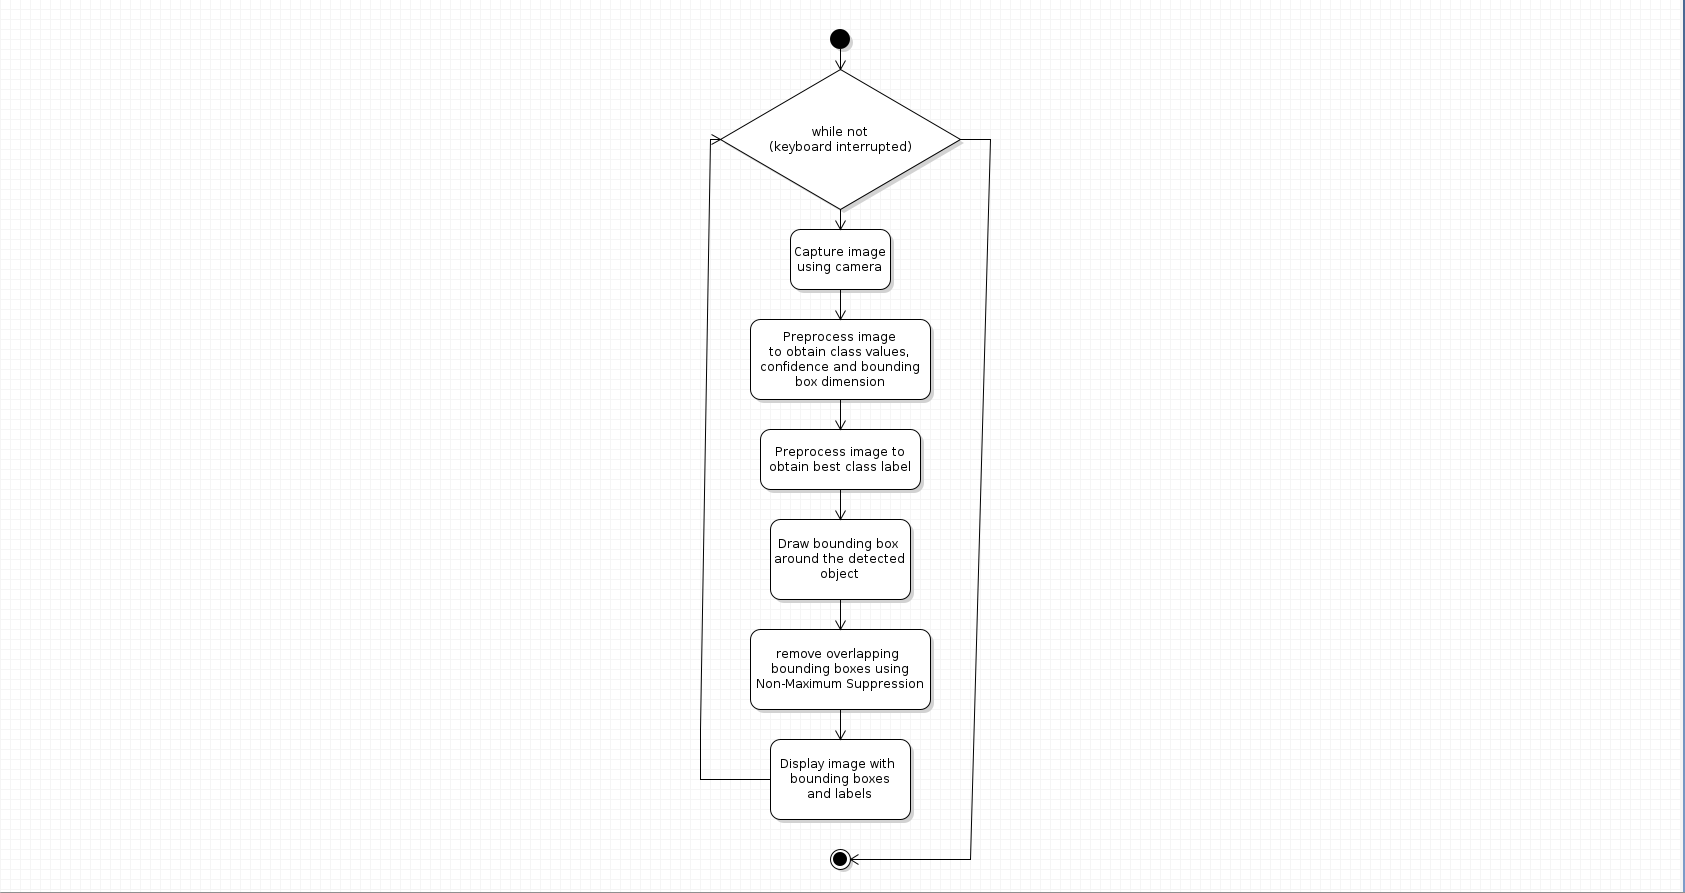 while not
(keyboard interrupted)
Capture image
using camera
Preprocess image
to obtain class values,
confidence and bounding
box dimension
Preprocess image to
obtain best class label
Draw bounding box
around the detected
object
remove overlapping
bounding boxes using
Non-Maximum Suppression
Display image with
bounding boxes
and labels